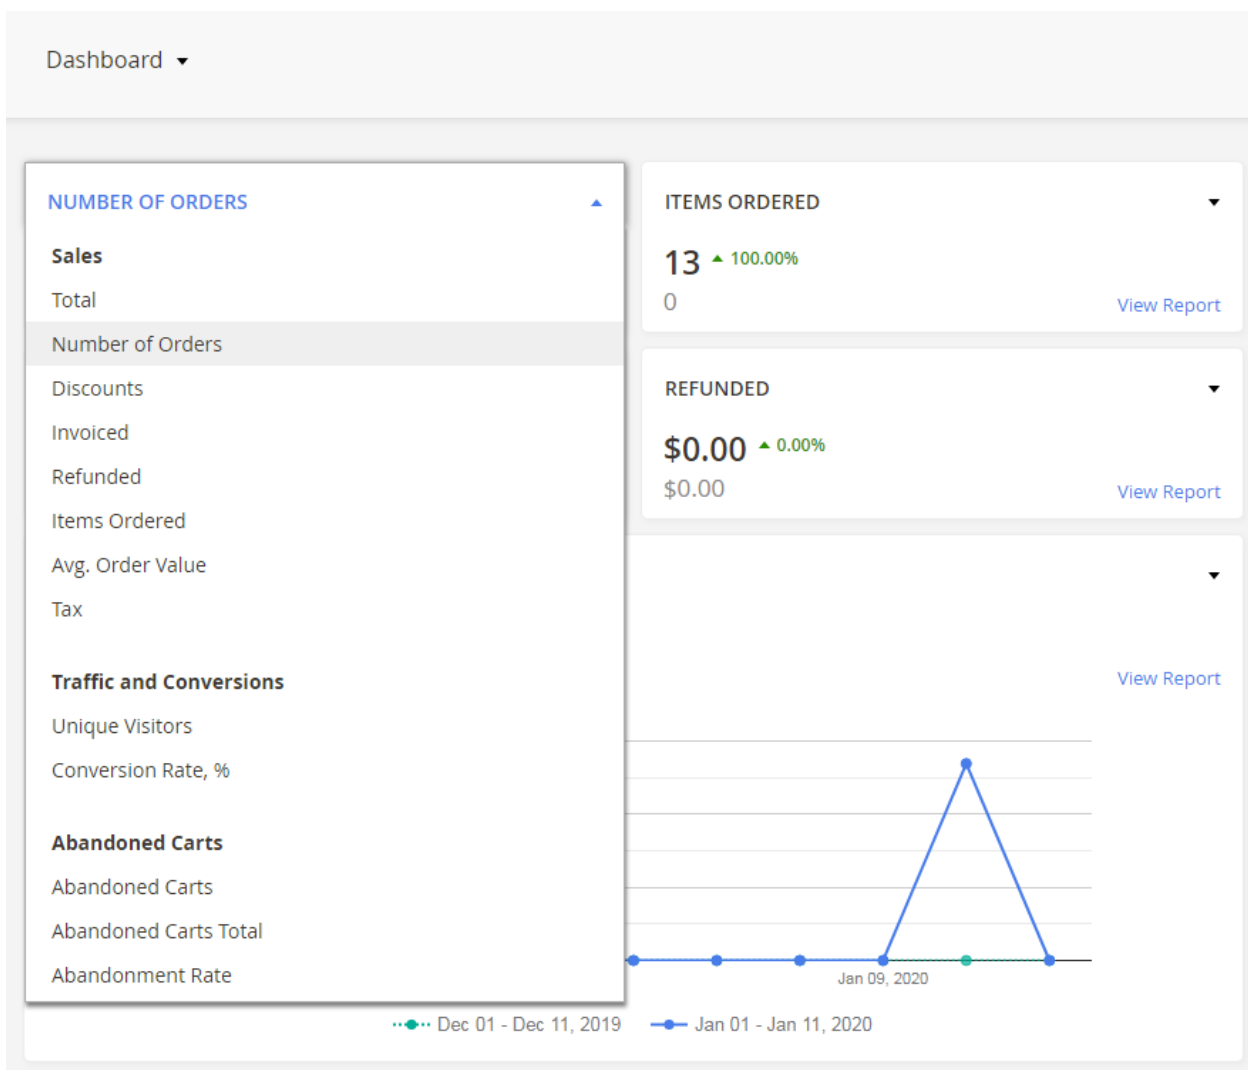 Dashboard
NUMBER OF ORDERS
Sales
Total
Number of Orders
Discounts
Invoiced
Refunded
Items Ordered
Avg. Order Value
Tax
Traffic and Conversions
Unique Visitors
Conversion Rate, %
Abandoned Carts
Abandoned Carts
Abandoned Carts Total
Abandonment Rate
ITEMS ORDERED
13 100.00%
0
View Report
REFUNDED
$0.00 0.00%
$0.00
View Report
View Report
Jan 09, 2020
Dec 01 - Dec 11, 2019 Jan 01 - Jan 11, 2020